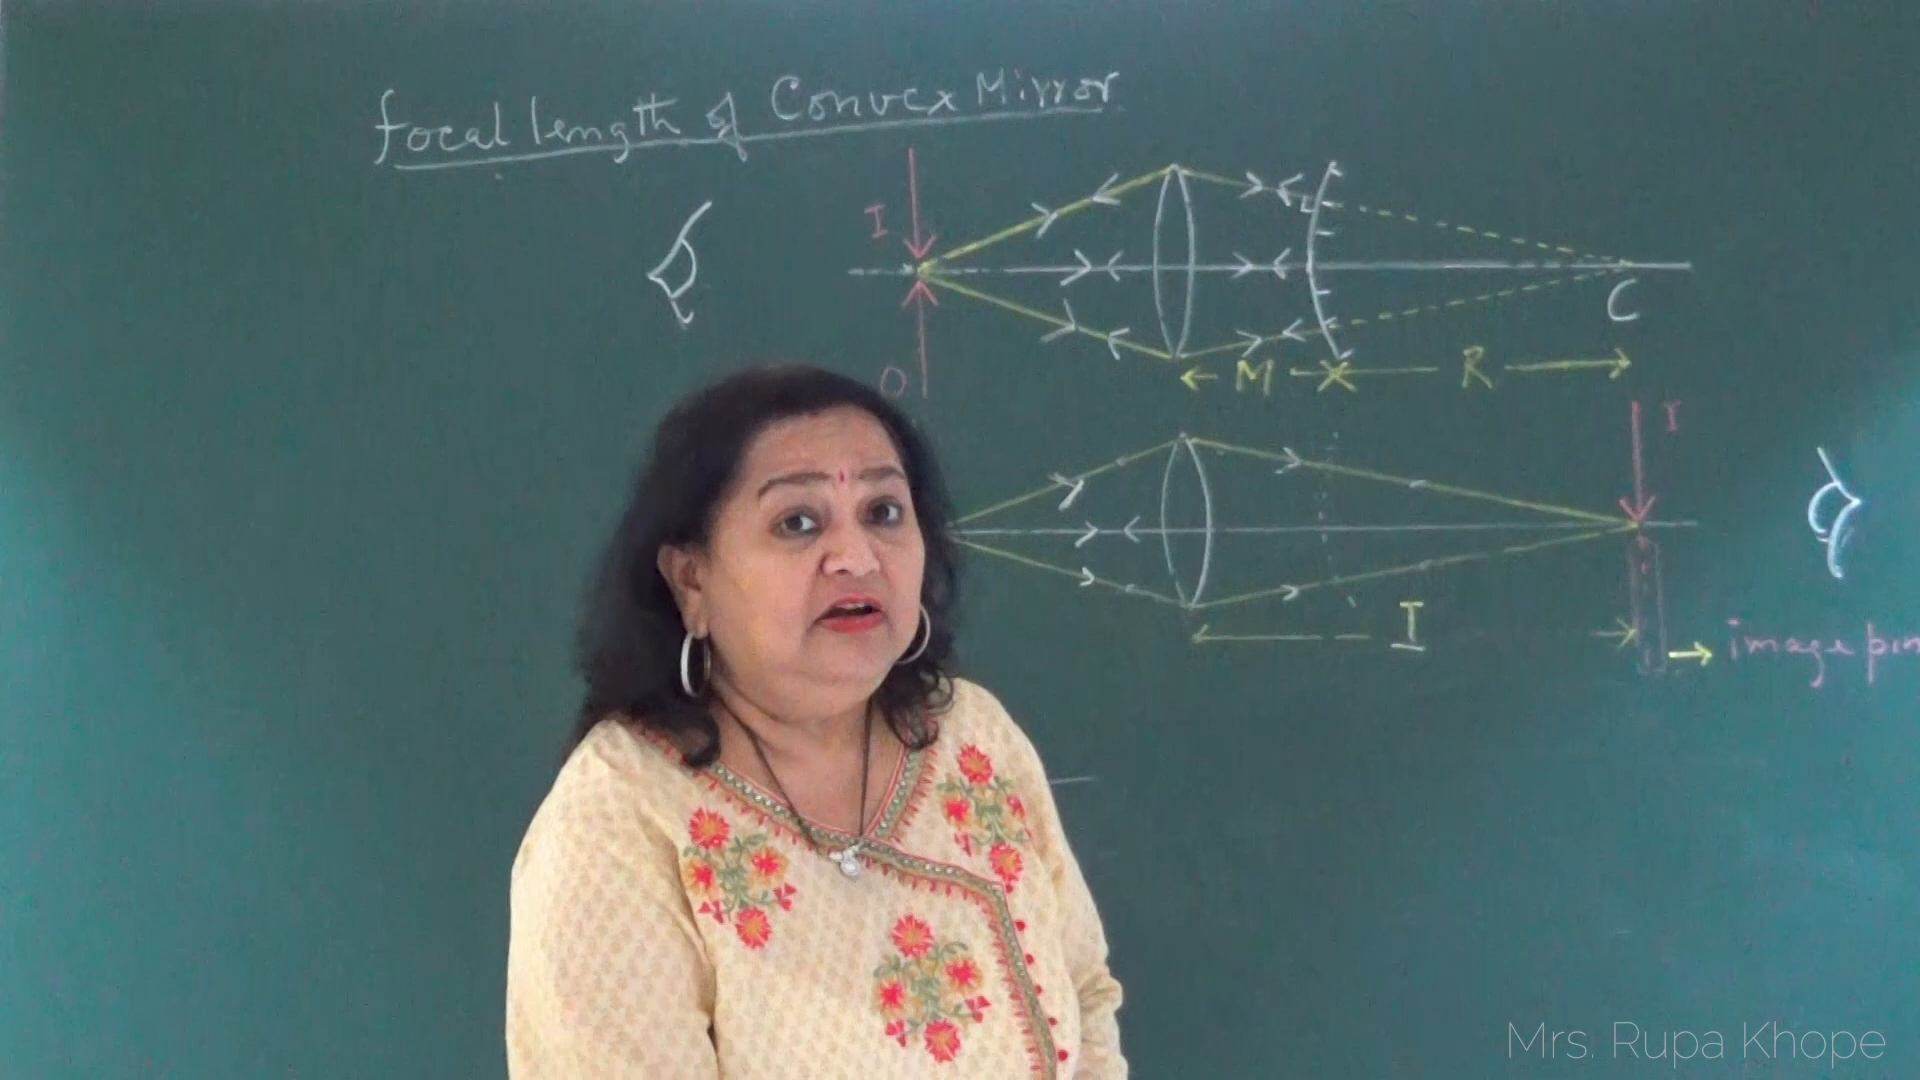 focal length of Convex Mirror
I
O
C
M
R
I
I
image pin
Mrs. Rupa Khope